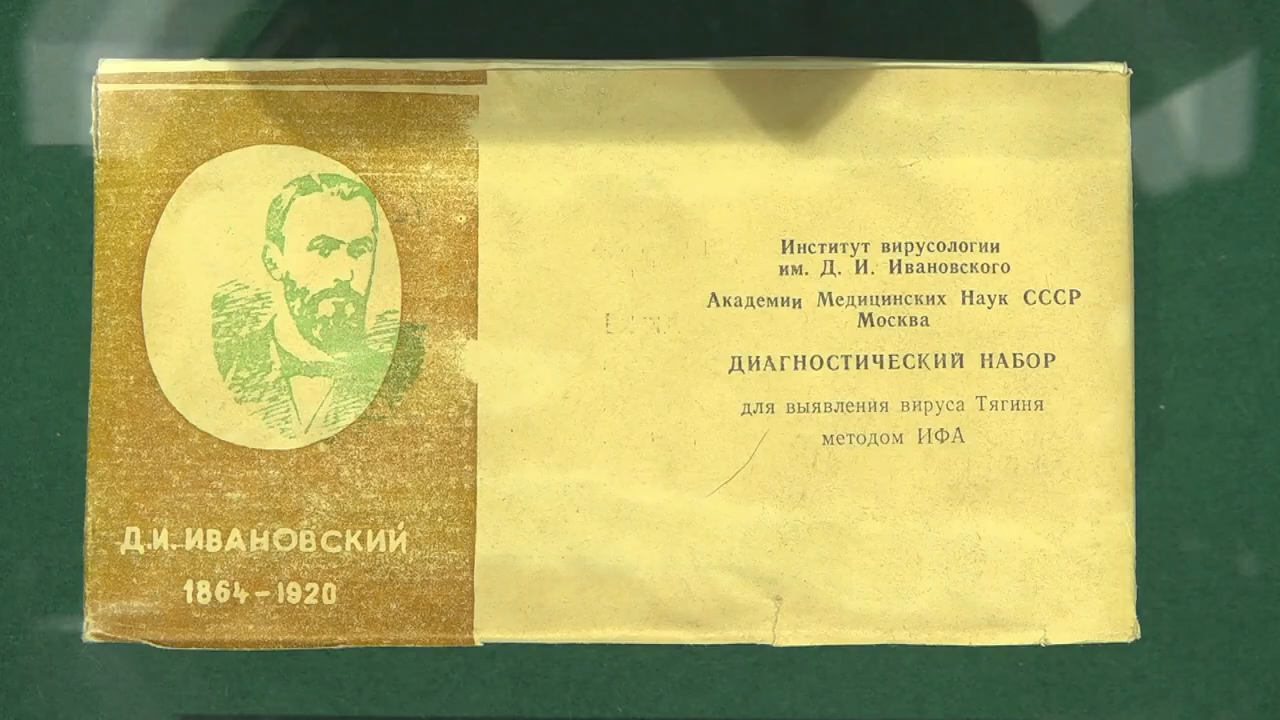 Д.И. ИВАНОВСКИЙ
1864-1920
Институт вирусологии
им. Д. И. Ивановского
Академии Медицинских Наук СССР
Москва
ДИАГНОСТИЧЕСКИЙ НАБОР
для выявления вируса Тягиня
методом ИФА